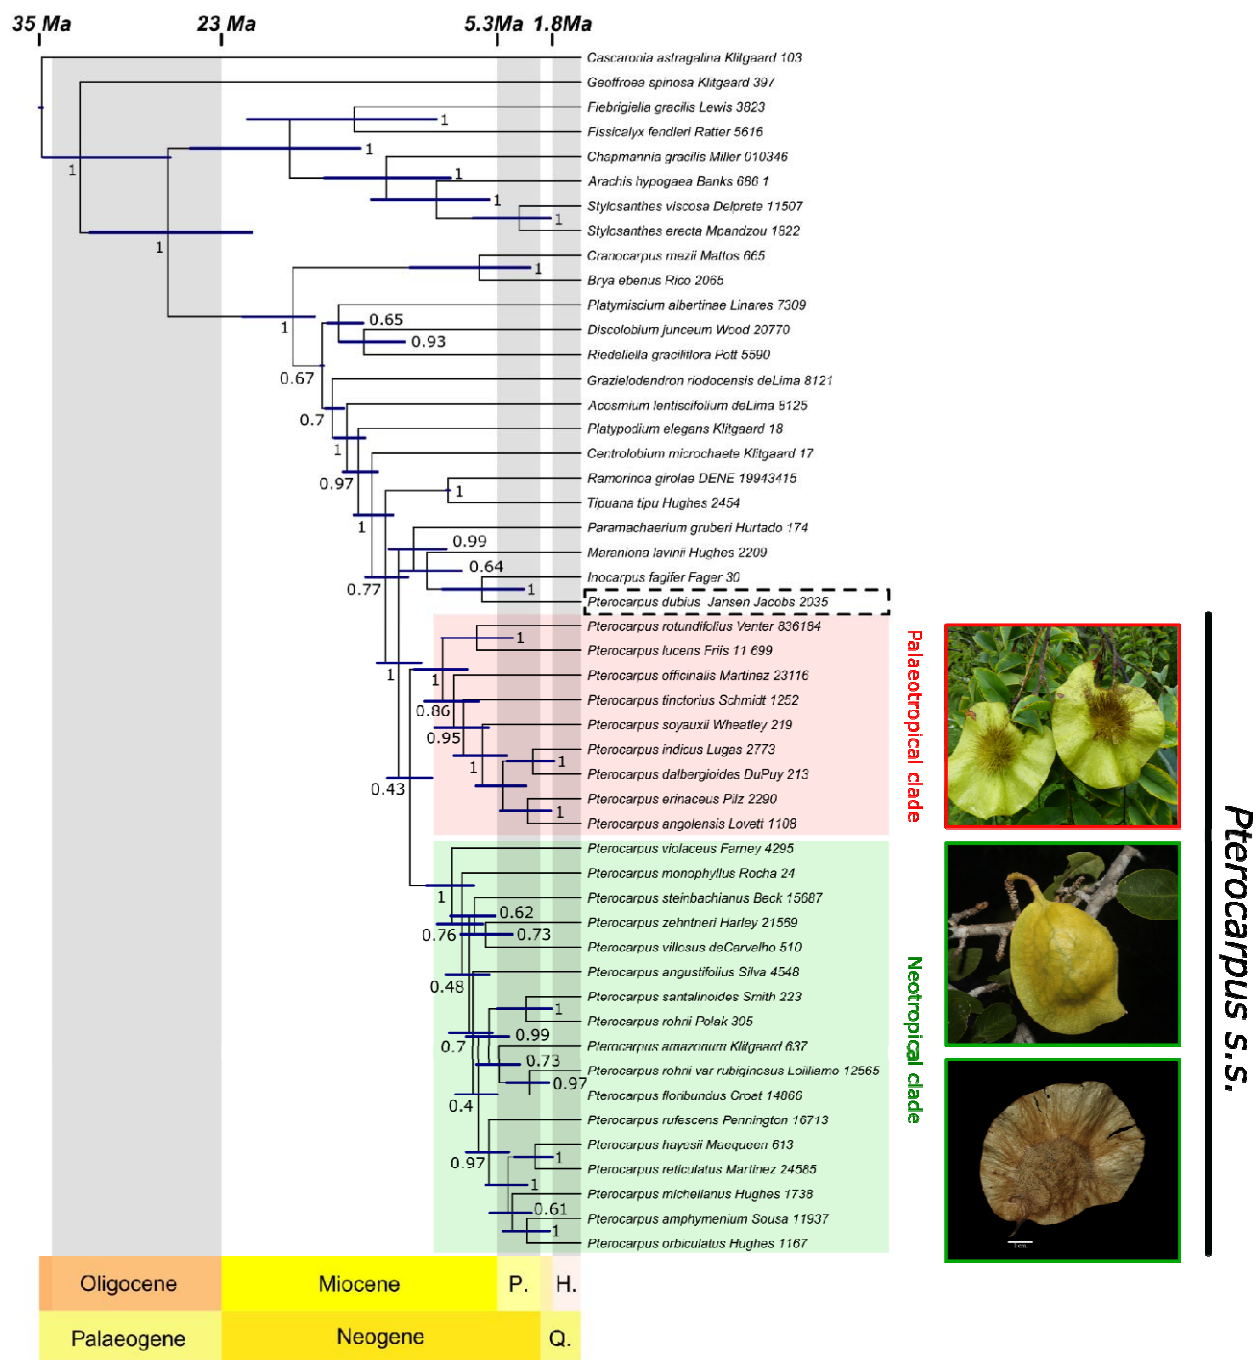 35 Ma 23 Ma 5.3Ma 1.8Ma
Cascaronia astragalina Klitgaard 103
Geoffroea spinosa Klitgaard 397
Fiebrigiella gracilis Lewis 3823
1
Fissicalyx fendleri Ratter 5616
1
Chapmannia gracilis Miller 010346
1
1
Arachis hypogaea Banks 686 1
1
Stylosanthes viscosa Delprete 11507
1
Stylosanthes erecta Mpandzou 1822
1
Cranocarpus mezii Mattos 665
1
Brya ebenus Rico 2065
Platymiscium albertinae Linares 7309
0.65
1
Discolobium junceum Wood 20770
0.93
Riedeliella graciliflora Pott 5590
0.67
Grazielodendron riodocensis deLima 8121
Acosmium lentiscifolium deLima 8125
0.7
Platypodium elegans Klitgaard 18
1
Centrolobium microchaete Klitgaard 17
0.97
Ramorinoa girolae DENE 19943415
1
Tipuana tipu Hughes 2454
1
Paramachaerium gruberi Hurtado 174
0.99
Maraniona lavinii Hughes 2209
0.64
Inocarpus fagifer Fager 30
0.77
1
Pterocarpus dubius Jansen Jacobs 2035
Pterocarpus rotundifolius Venter 836184
1
Pterocarpus lucens Friis 11 699
1
1
Pterocarpus officinalis Martinez 23116
Pterocarpus tinctorius Schmidt 1252
0.86
Pterocarpus soyauxii Wheatley 219
0.95
Pterocarpus indicus Lugas 2773
1
1
Pterocarpus dalbergioides DuPuy 213
0.43
Pterocarpus erinaceus Pilz 2290
1
Pterocarpus angolensis Lovett 1108
Palaeotropical clade
Pterocarpus violaceus Farney 4295
Pterocarpus monophyllus Rocha 24
1
Pterocarpus steinbachianus Beck 15687
0.62
Pterocarpus zehntneri Harley 21569
0.76
0.73
Pterocarpus villosus deCarvalho 510
Pterocarpus angustifolius Silva 4548
0.48
Pterocarpus santalinoides Smith 223
1
Pterocarpus rohrii Polak 305
0.99
0.7
Pterocarpus amazonum Klitgaard 637
0.73
Pterocarpus rohrii var rubiginosus 12565
0.97
Pterocarpus floribundus Croat 14866
0.4
Pterocarpus rufescens Pennington 16713
Pterocarpus hayesii Macqueen 613
1
0.97
Pterocarpus reticulatus Martinez 24585
1
Pterocarpus michelianus Hughes 1738
0.61
Pterocarpus amphymenium Sousa 11937
1
Pterocarpus orbiculatus Hughes 1167
Neotropical clade
Pterocarpus s.s.
Oligocene Miocene P. H.
Palaeogene Neogene Q.